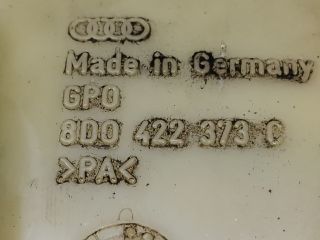 Made in Germany
GPO
8D0 422 373 C
>PA<